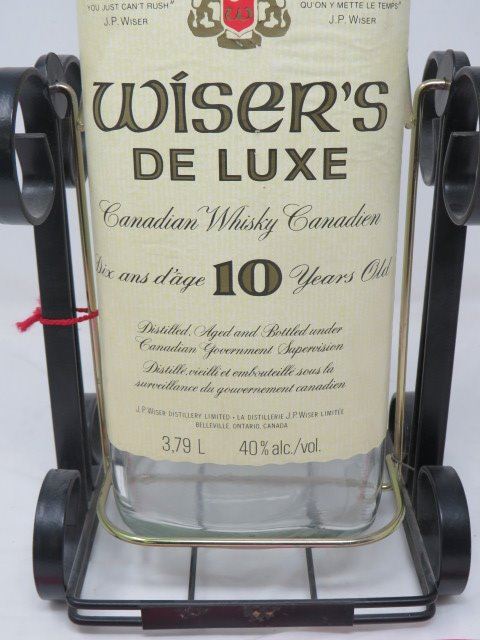 YOU JUST CAN'T RUSH" QU'ON Y METTE LE TEMPS"
J.P. WISER J.P. WISER
WISER'S
DE LUXE
Canadian Whisky Canadien
Dix ans d'âge 10 Years Old
Distilled, Aged and Bottled under
Canadian Government Supervision
Distillé, vieilli et embouteillé sous la
surveillance du gouvernement canadien
J.P. WISER DISTILLERY LIMITED • LA DISTILLERIE J.P. WISER LIMITÉE
BELLEVILLE, ONTARIO, CANADA
3,79 L 40% alc./vol.